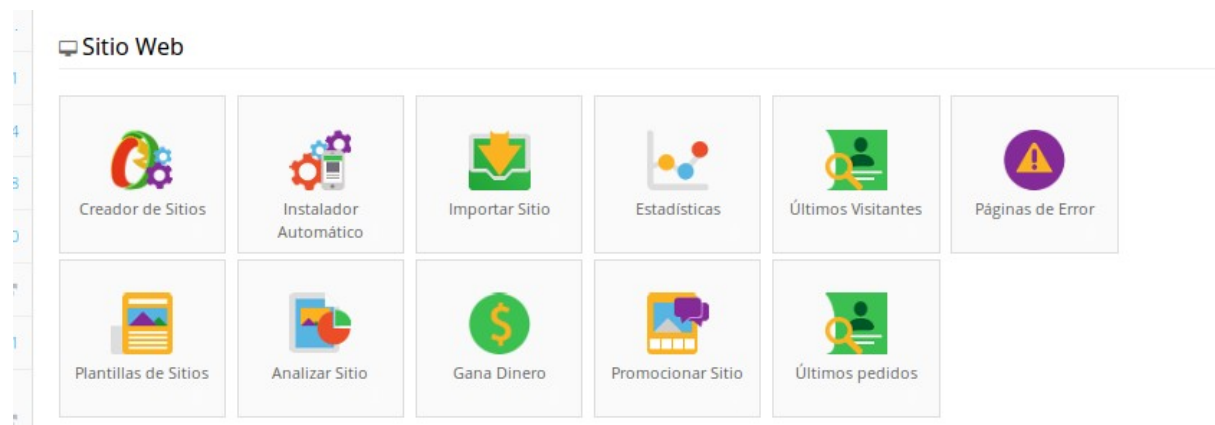 Sitio Web
Creador de Sitios
Instalador
Automático
Importar Sitio
Estadísticas
Últimos Visitantes
Páginas de Error
Plantillas de Sitios
Analizar Sitio
Gana Dinero
Promocionar Sitio
Últimos pedidos